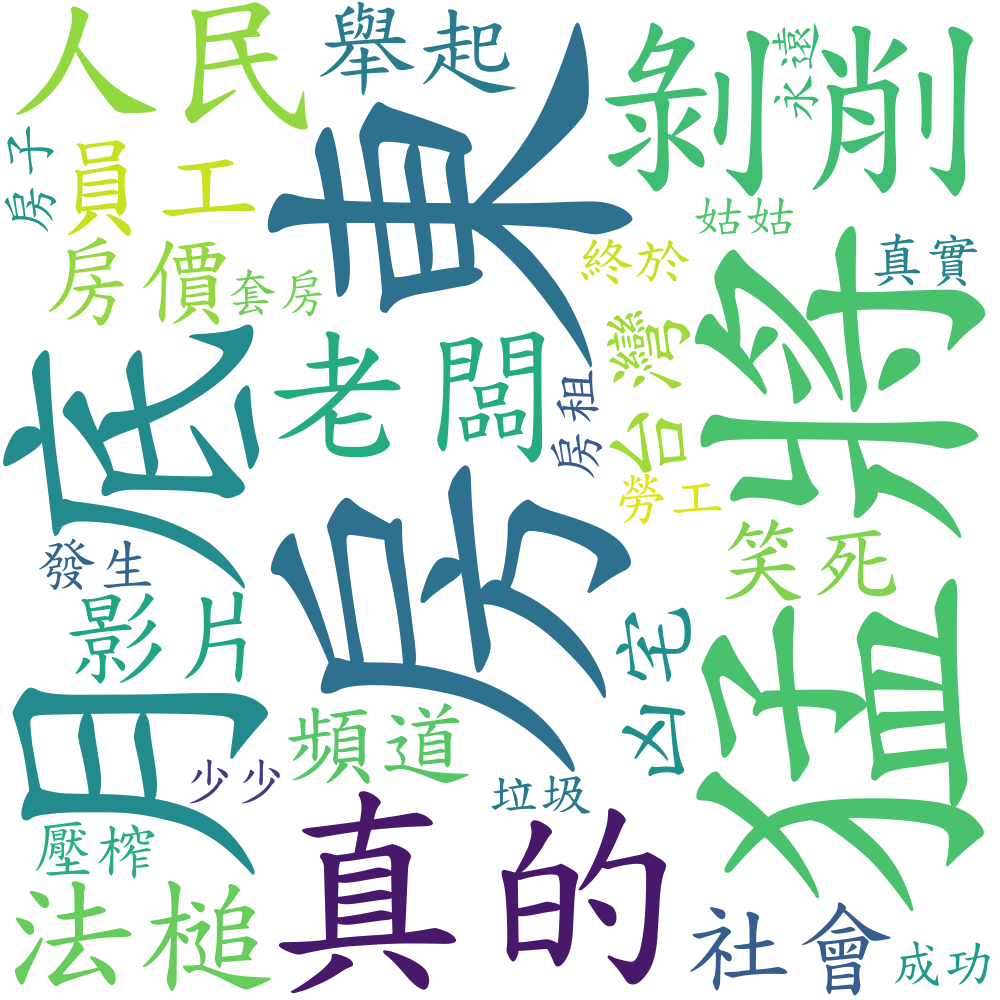 人民
舉起
剝削
永遠
房子
員工
房東
姑姑
房價
套房
終於
真實
台灣
猛將
月底
老闆
房租
勞工
笑死
發生
影片
凶宅
頻道
少少
垃圾
壓榨
真的
法槌
社會
成功